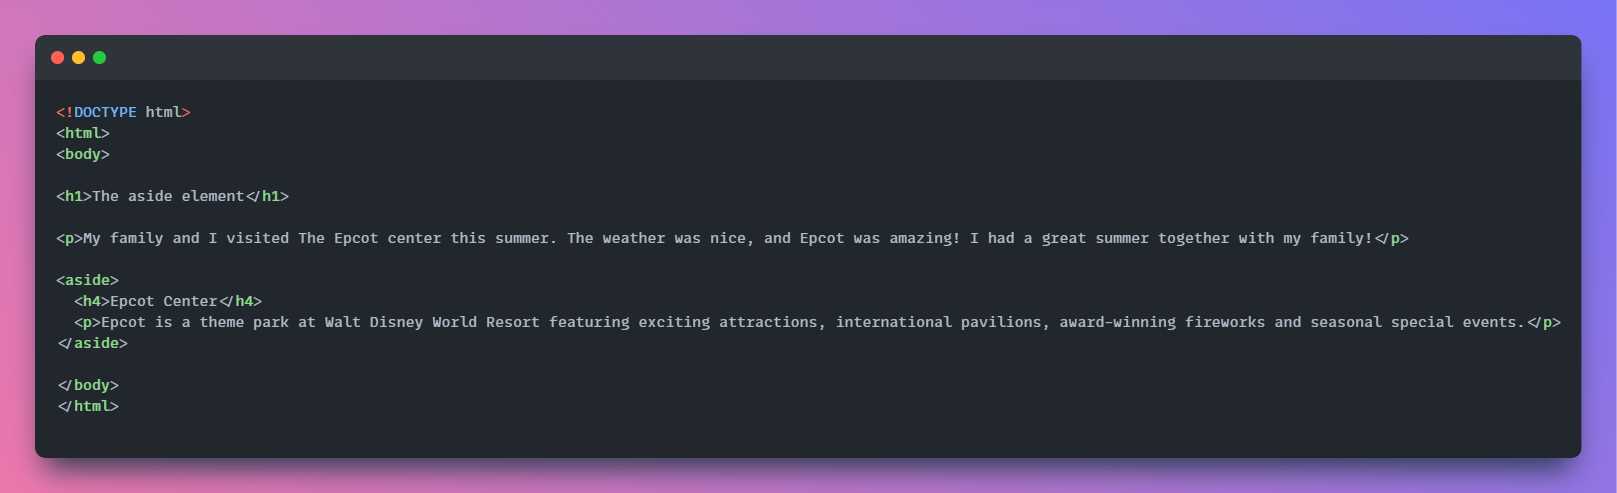 <!DOCTYPE html>
<html>
<body>
<h1>The aside element</h1>
<p>My family and I visited The Epcot center this summer. The weather was nice, and Epcot was amazing! I had a great summer together with my family!</p>
<aside>
<h4>Epcot Center</h4>
<p>Epcot is a theme park at Walt Disney World Resort featuring exciting attractions, international pavilions, award-winning fireworks and seasonal special events.</p>
</aside>
</body>
</html>